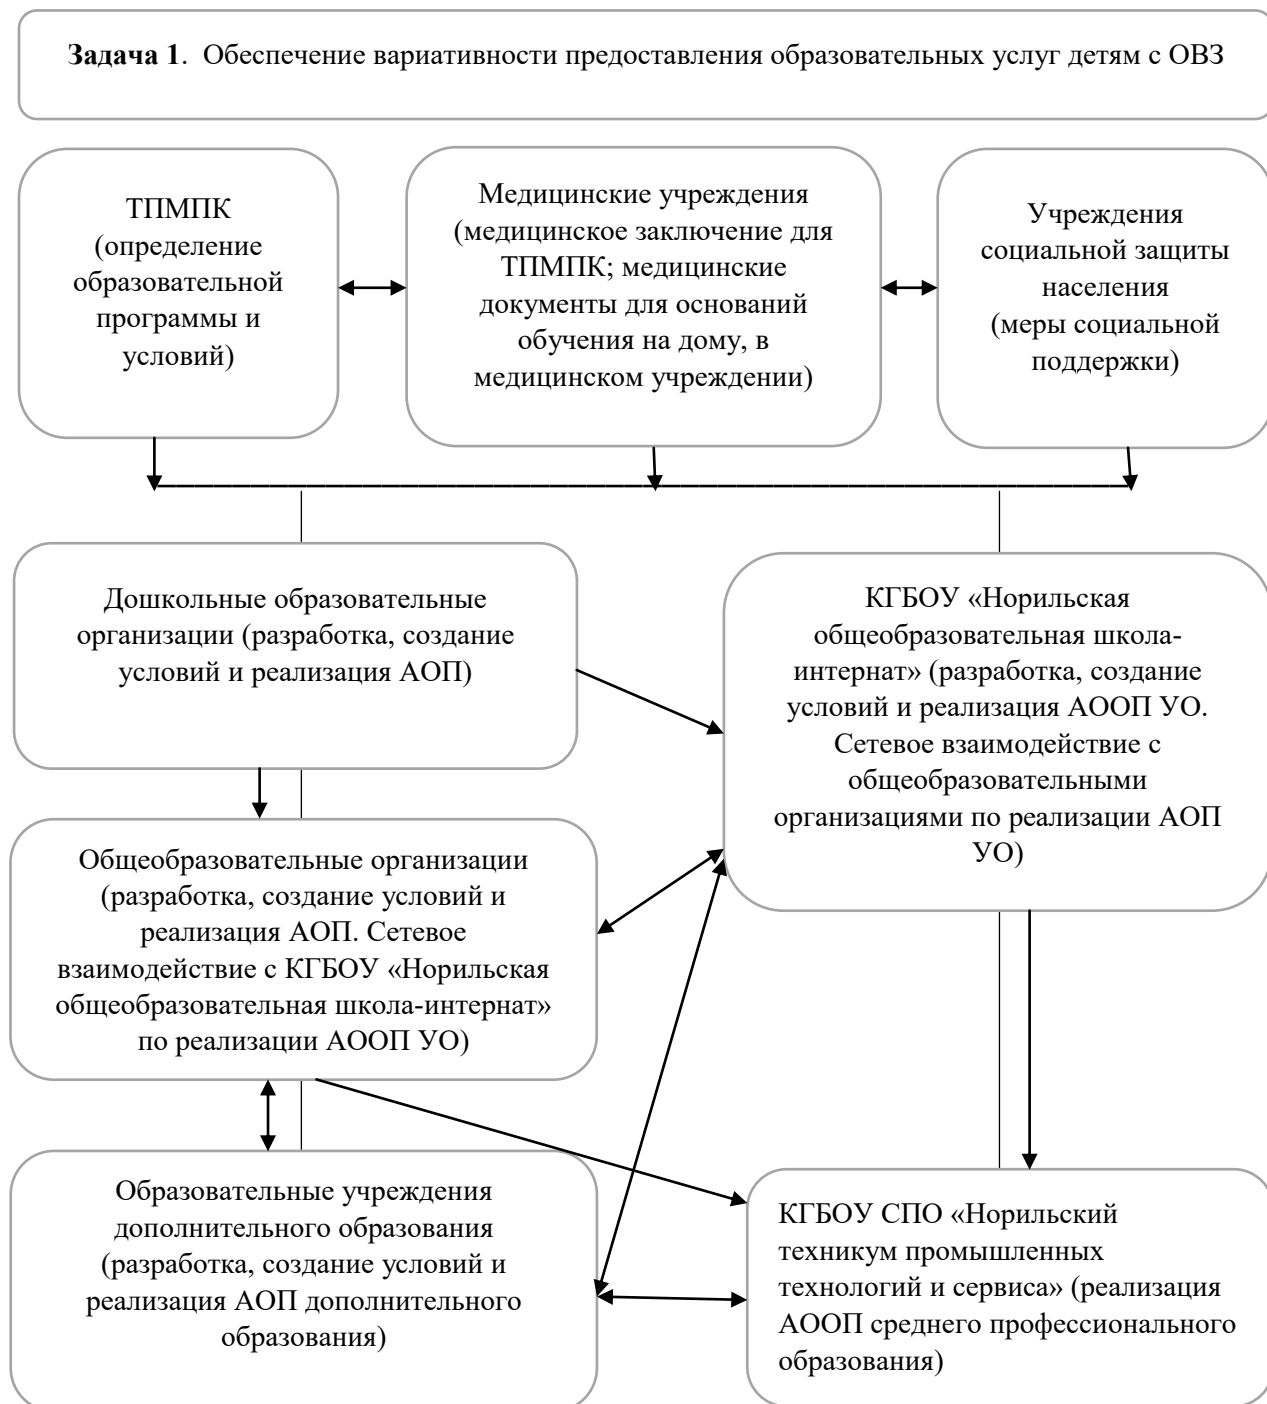 Задача 1. Обеспечение вариативности предоставления образовательных услуг детям с ОВЗ
ТПМПК
(определение
образовательной
программы и
условий)
Медицинские учреждения
(медицинское заключение для
ТПМПК; медицинские
документы для оснований
обучения на дому, в
медицинском учреждении)
Учреждения
социальной защиты
населения
(меры социальной
поддержки)
Дошкольные образовательные
организации (разработка, создание
условий и реализация АОП)
КГБОУ «Норильская
общеобразовательная школа-
интернат» (разработка, создание
условий и реализация АООП УО.
Сетевое взаимодействие с
общеобразовательными
организациями по реализации АОП
УО)
Общеобразовательные организации
(разработка, создание условий и
реализация АОП. Сетевое
взаимодействие с КГБОУ «Норильская
общеобразовательная школа-интернат»
по реализации АООП УО)
Образовательные учреждения
дополнительного образования
(разработка, создание условий и
реализация АОП дополнительного
образования)
КГБОУ СПО «Норильский
техникум промышленных
технологий и сервиса» (реализация
АООП среднего профессионального
образования)